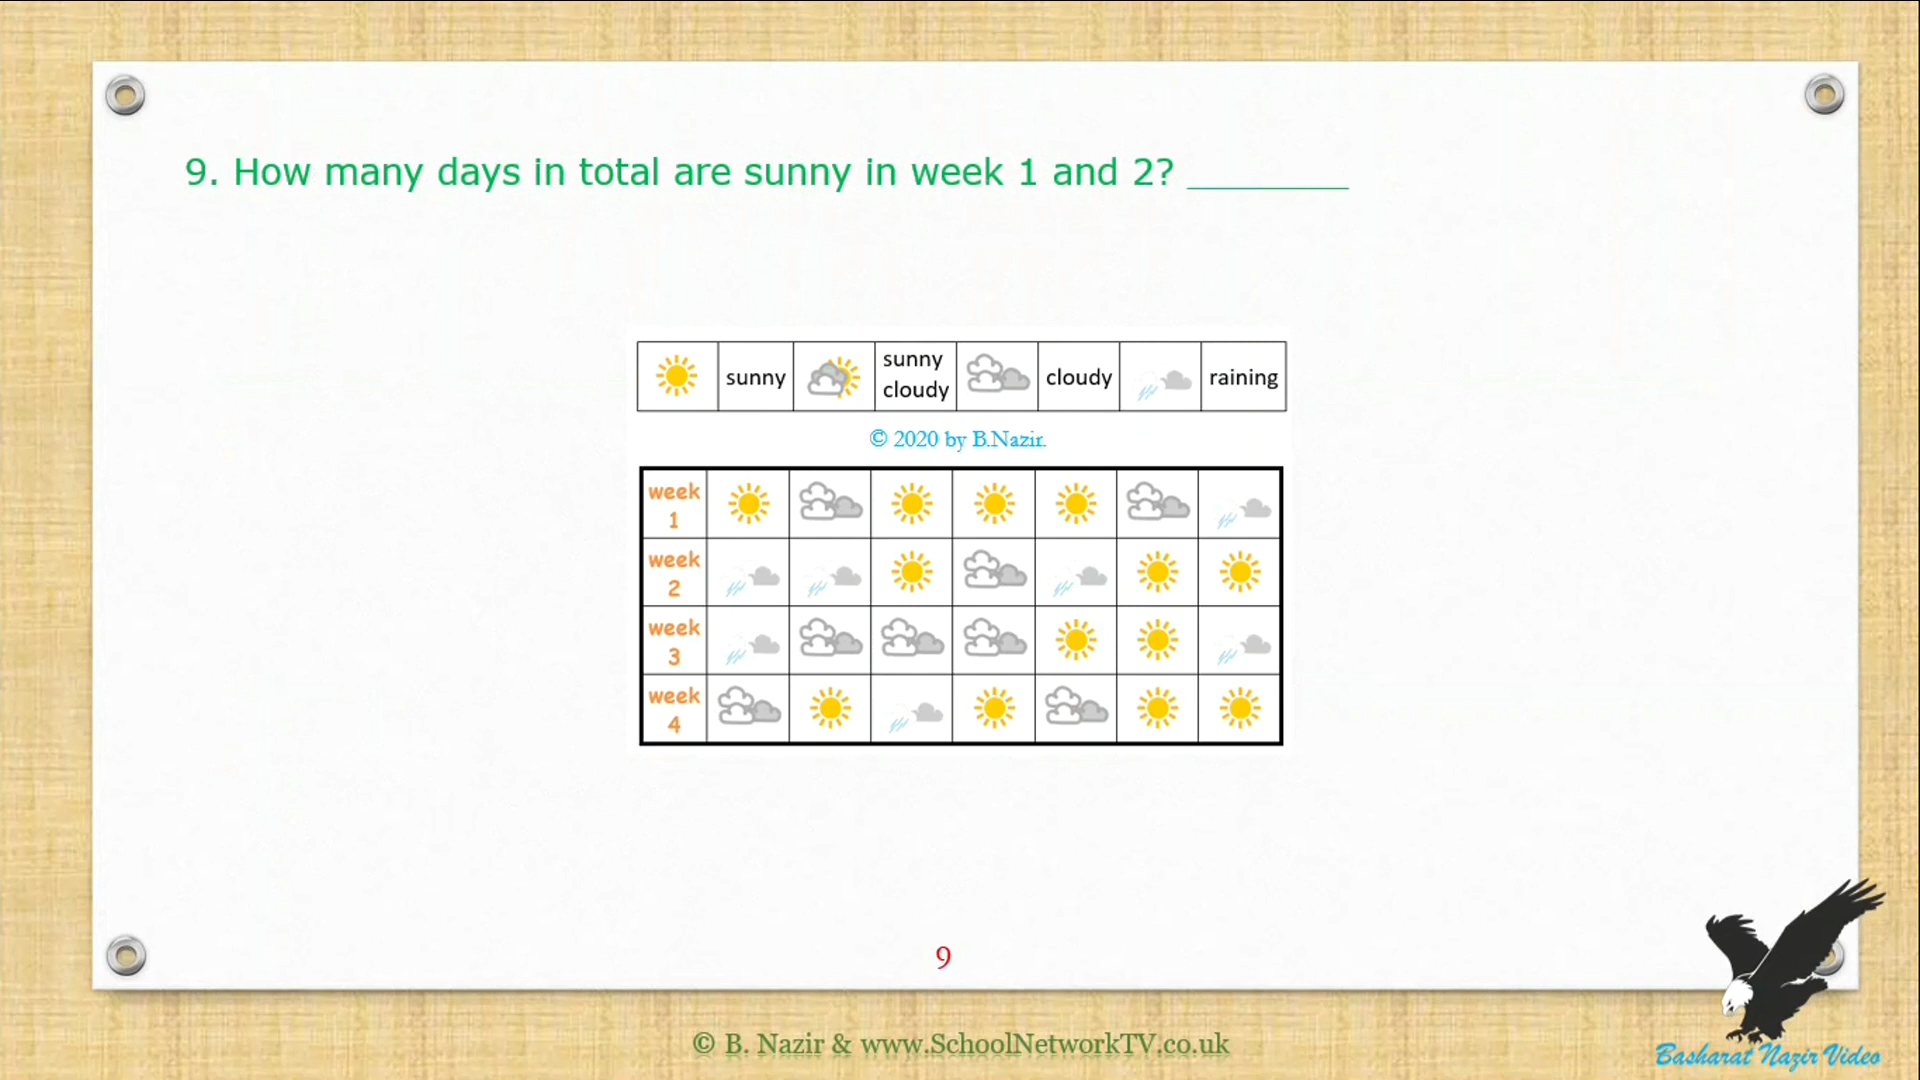 9. How many days in total are sunny in week 1 and 2? _________
sunny
sunny
cloudy
cloudy
raining
© 2020 by B.Nazir.
week
1
week
2
week
3
week
4
9
© B. Nazir & www.SchoolNetworkTV.co.uk
Basharat Nazir Video